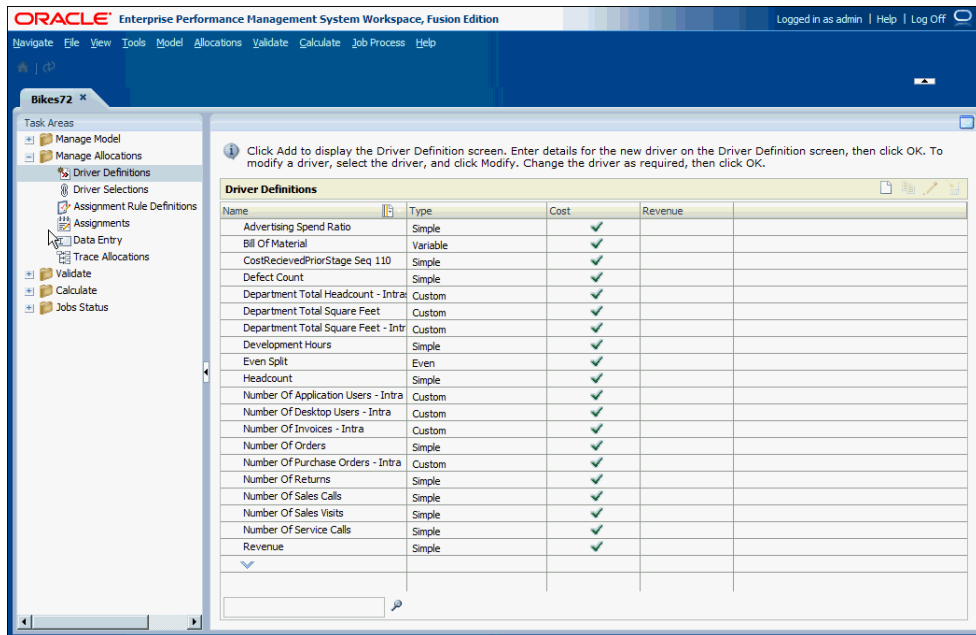 ORACLE Enterprise Performance Management System Workspace, Fusion Edition
Logged in as admin | Help | Log Off
Navigate File View Tools Model Allocations Validate Calculate Job Process Help
Bikes72 ×
Task Areas
Manage Model
Manage Allocations
Driver Definitions
Driver Selections
Assignment Rule Definitions
Assignments
Data Entry
Trace Allocations
Validate
Calculate
Jobs Status
Click Add to display the Driver Definition screen. Enter details for the new driver on the Driver Definition screen, then click OK. To
modify a driver, select the driver, and click Modify. Change the driver as required, then click OK.
Driver Definitions
Name Type Cost Revenue
Advertising Spend Ratio Simple
Bill Of Material Variable
CostRecievedPriorStage Seq 110 Simple
Defect Count Simple
Department Total Headcount - Intra Custom
Department Total Square Feet Custom
Department Total Square Feet - Intr Custom
Development Hours Simple
Even Split Even
Headcount Simple
Number Of Application Users - Intra Custom
Number Of Desktop Users - Intra Custom
Number Of Invoices - Intra Custom
Number Of Orders Simple
Number Of Purchase Orders - Intra Custom
Number Of Returns Simple
Number Of Sales Calls Simple
Number Of Sales Visits Simple
Number Of Service Calls Simple
Revenue Simple